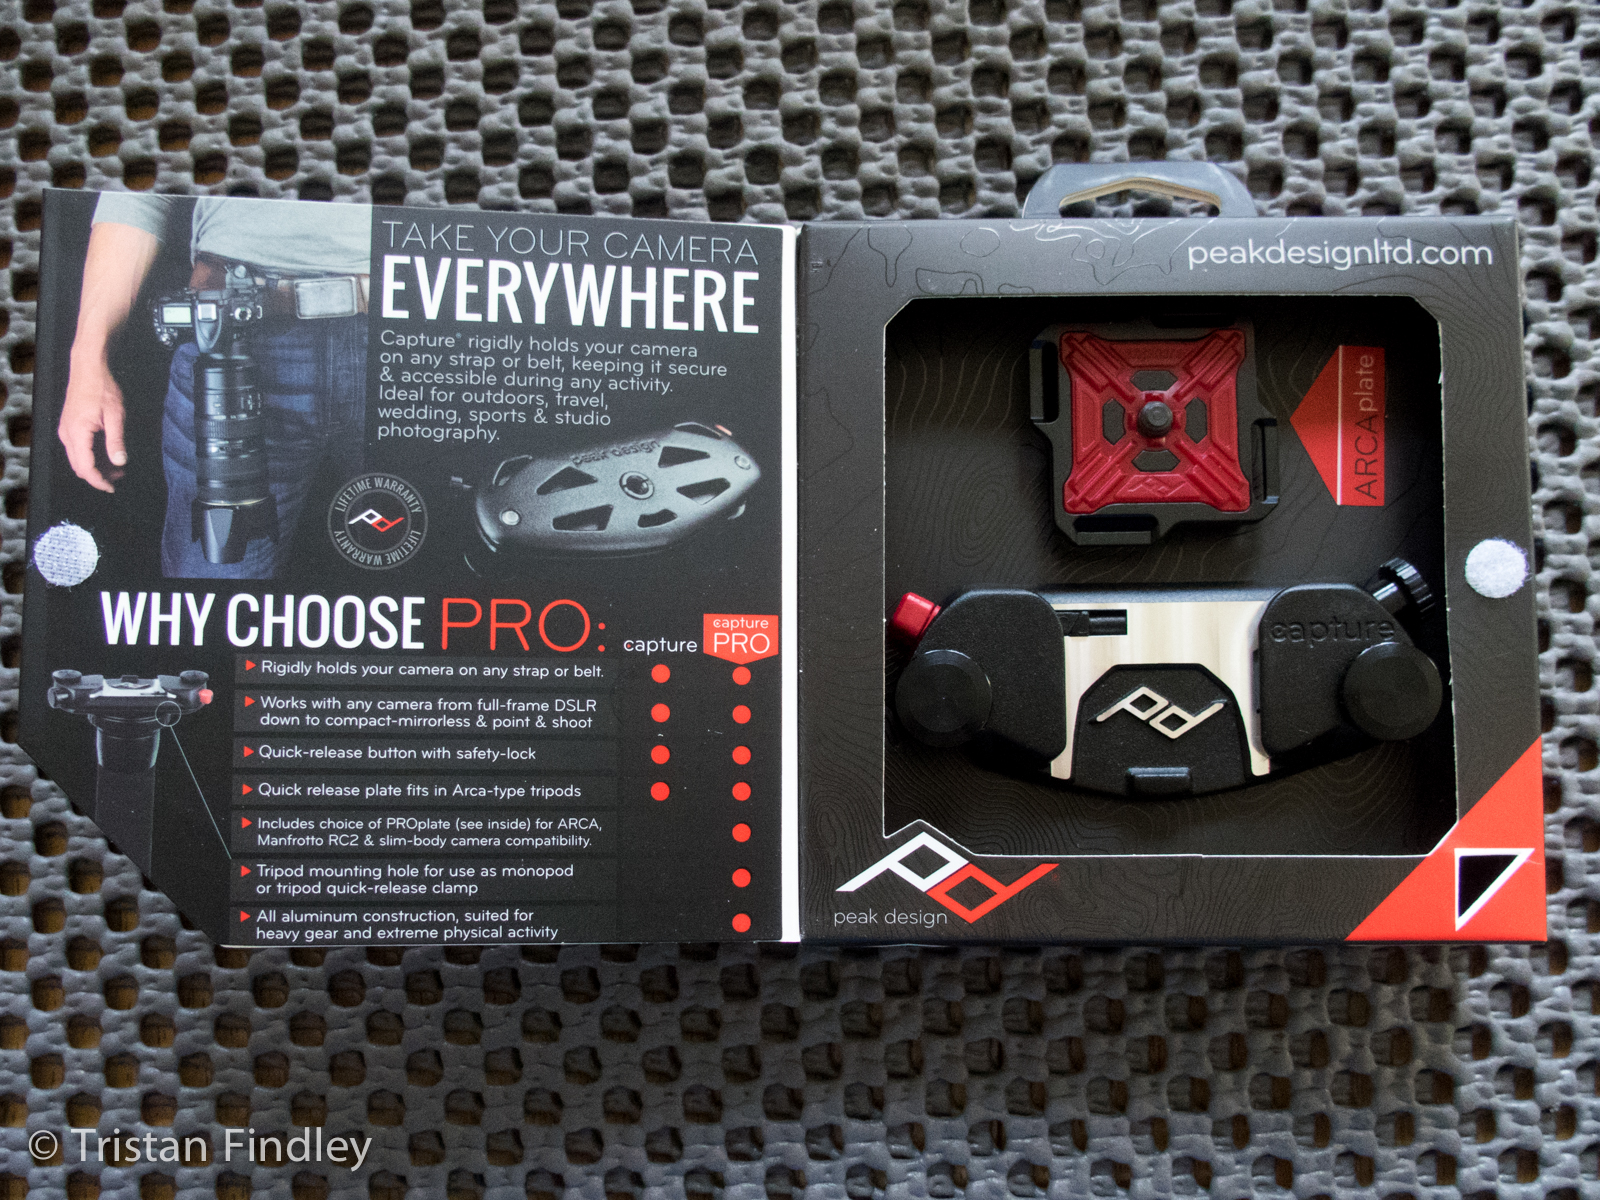 TAKE YOUR CAMERA
EVERYWHERE
Capture® rigidly holds your camera
on any strap or belt, keeping it secure
& accessible during any activity.
Ideal for outdoors, travel,
wedding, sports & studio
photography.
peak design
LIFETIME WARRANTY
pd
LIFETIME WARRANTY
WHY CHOOSE PRO:
capture
capture
PRO
Rigidly holds your camera on any strap or belt.
Works with any camera from full-frame DSLR
down to compact-mirrorless & point & shoot
Quick-release button with safety-lock
Quick release plate fits in Arca-type tripods
Includes choice of PROplate (see inside) for ARCA,
Manfrotto RC2 & slim-body camera compatibility.
Tripod mounting hole for use as monopod
or tripod quick-release clamp
All aluminum construction, suited for
heavy gear and extreme physical activity
peakdesignltd.com
ARCA plate
capture
pd
pd
peak design
© Tristan Findley